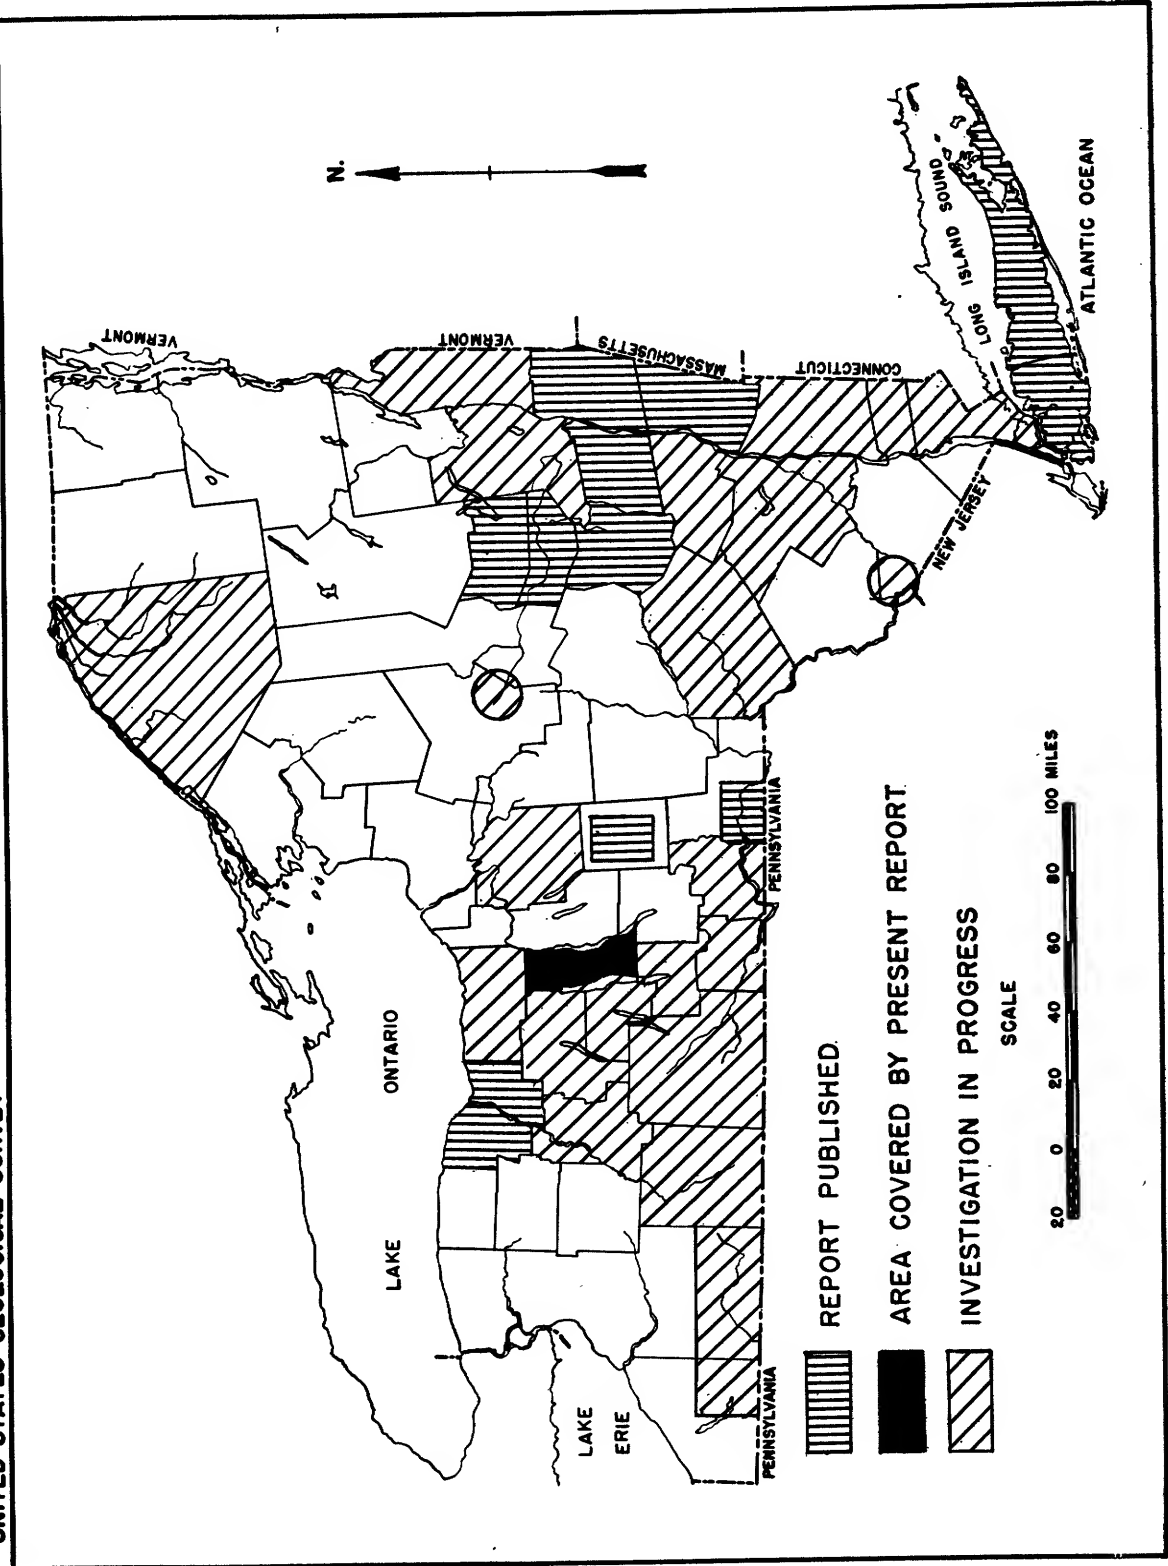 N.
VERMONT
VERMONT
MASSACHUSETTS
CONNECTICUT
LONG ISLAND SOUND
ATLANTIC OCEAN
NEW JERSEY
LAKE ONTARIO
LAKE
ERIE
PENNSYLVANIA
PENNSYLVANIA
REPORT PUBLISHED.
AREA COVERED BY PRESENT REPORT.
INVESTIGATION IN PROGRESS
SCALE
20 0 20 40 60 80 100 MILES